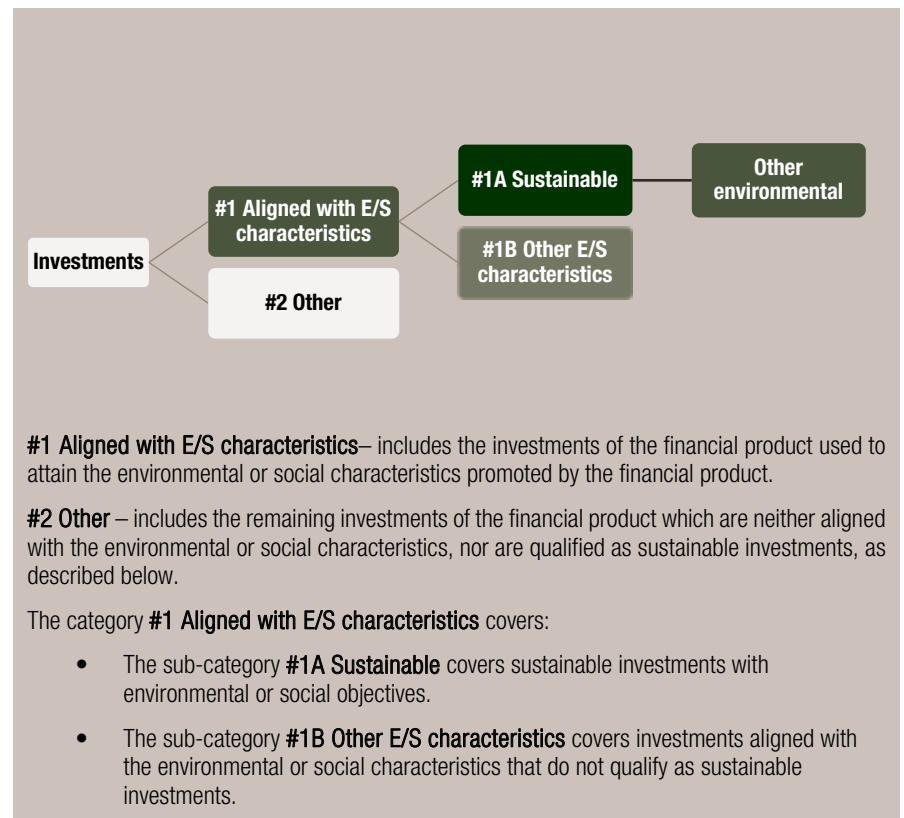 Investments
#1 Aligned with E/S
characteristics
#2 Other
#1A Sustainable
#1B Other E/S
characteristics
Other
environmental
#1 Aligned with E/S characteristics– includes the investments of the financial product used to
attain the environmental or social characteristics promoted by the financial product.
#2 Other – includes the remaining investments of the financial product which are neither aligned
with the environmental or social characteristics, nor are qualified as sustainable investments, as
described below.
The category #1 Aligned with E/S characteristics covers:
• The sub-category #1A Sustainable covers sustainable investments with
environmental or social objectives.
• The sub-category #1B Other E/S characteristics covers investments aligned with
the environmental or social characteristics that do not qualify as sustainable
investments.